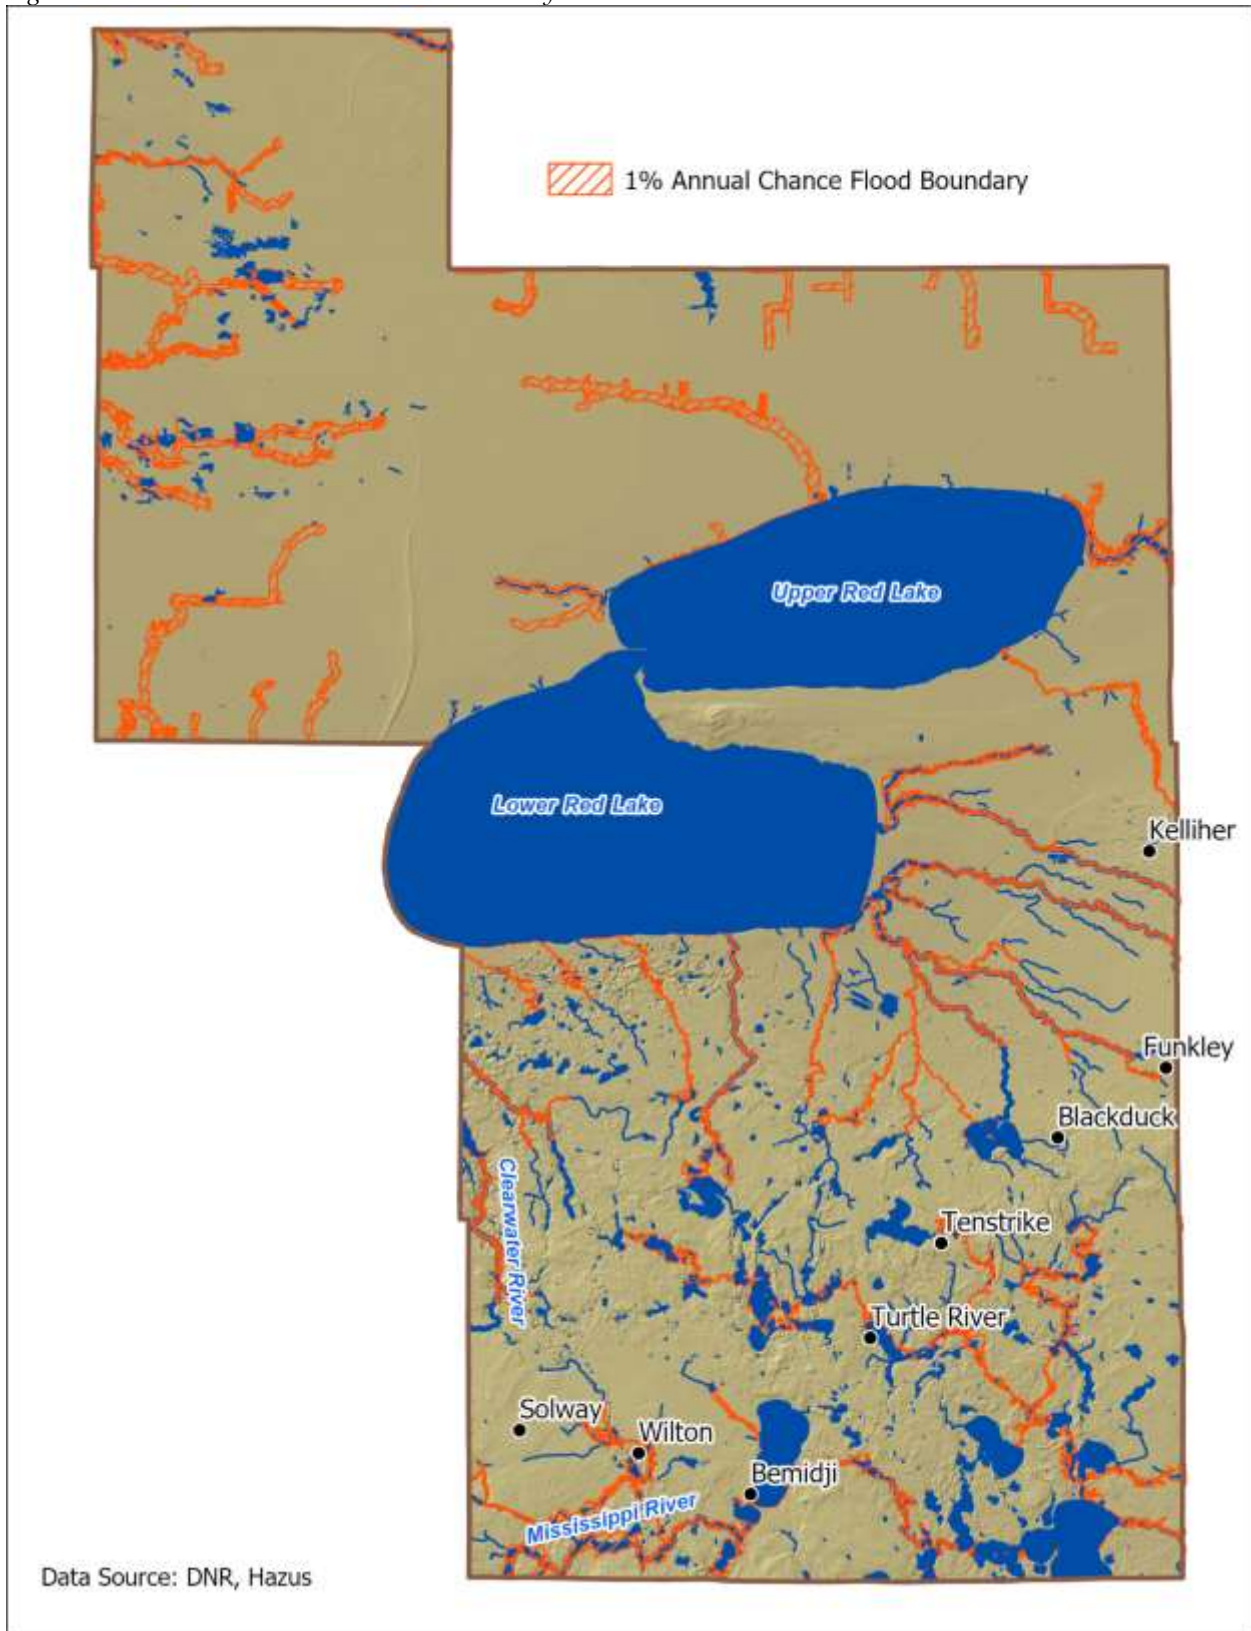 1% Annual Chance Flood Boundary
Upper Red Lake
Lower Red Lake
Kelliher
Funkley
Blackduck
Clearwater River
Tenstrike
Turtle River
Solway
Wilton
Bemidji
Mississippi River
Data Source: DNR, Hazus